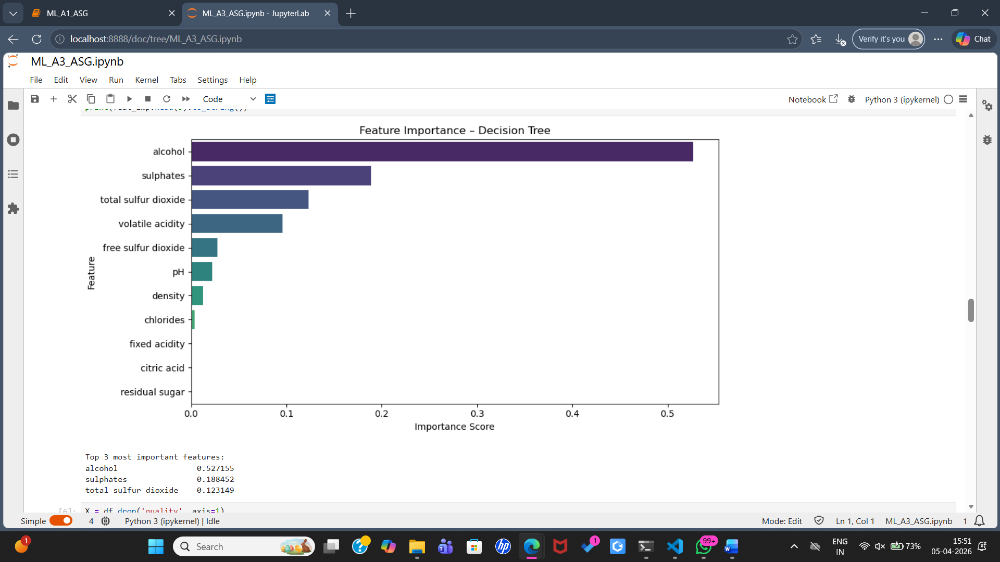 ML_A1_ASG
ML_A3_ASG.ipynb - JupyterLab
localhost:8888/doc/tree/ML_A3_ASG.ipynb
Verify it's you
Chat
ML_A3_ASG.ipynb
File Edit View Run Kernel Tabs Settings Help
Code
Notebook
Python 3 (ipykernel)
Feature Importance – Decision Tree
alcohol
sulphates
total sulfur dioxide
volatile acidity
free sulfur dioxide
pH
density
chlorides
fixed acidity
citric acid
residual sugar
Feature
0.0 0.1 0.2 0.3 0.4 0.5
Importance Score
Top 3 most important features:
alcohol 0.527155
sulphates 0.188452
total sulfur dioxide 0.123149
[6]: X = df.drop('quality', axis=1)
Simple 4 Python 3 (ipykernel) | Idle
Mode: Edit Ln 1, Col 1 ML_A3_ASG.ipynb 1
1
Search
hp
1
99+
W
ENG
IN
73%
15:51
05-04-2026